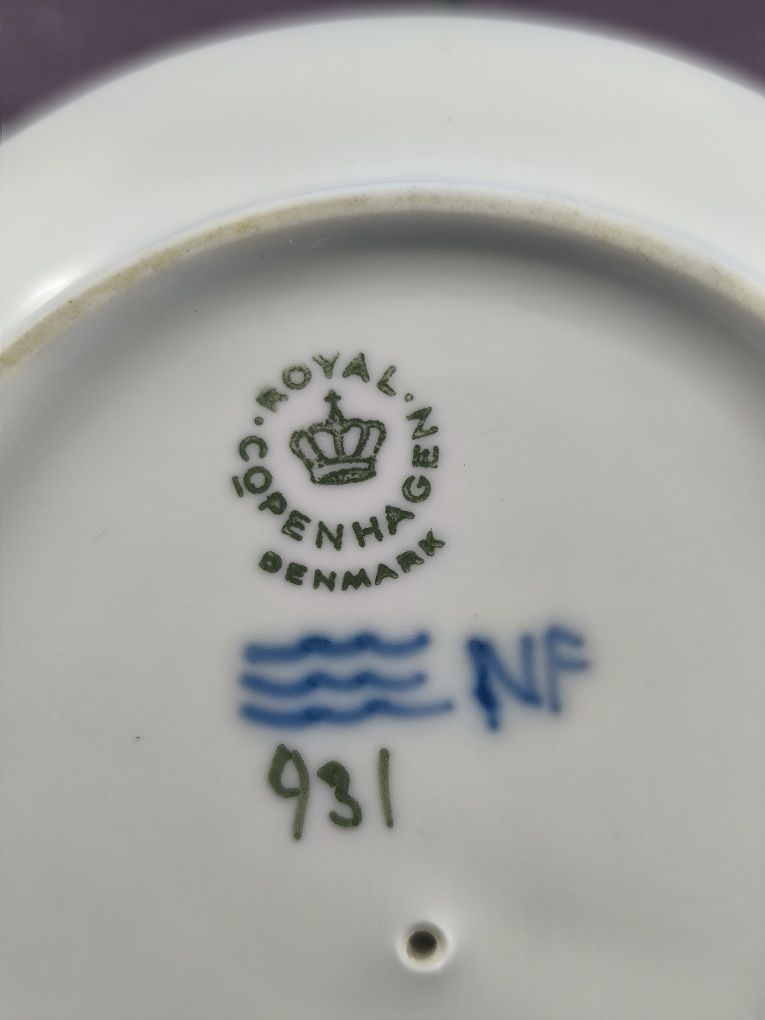 ROYAL
COPENHAGEN
DENMARK
NF
931